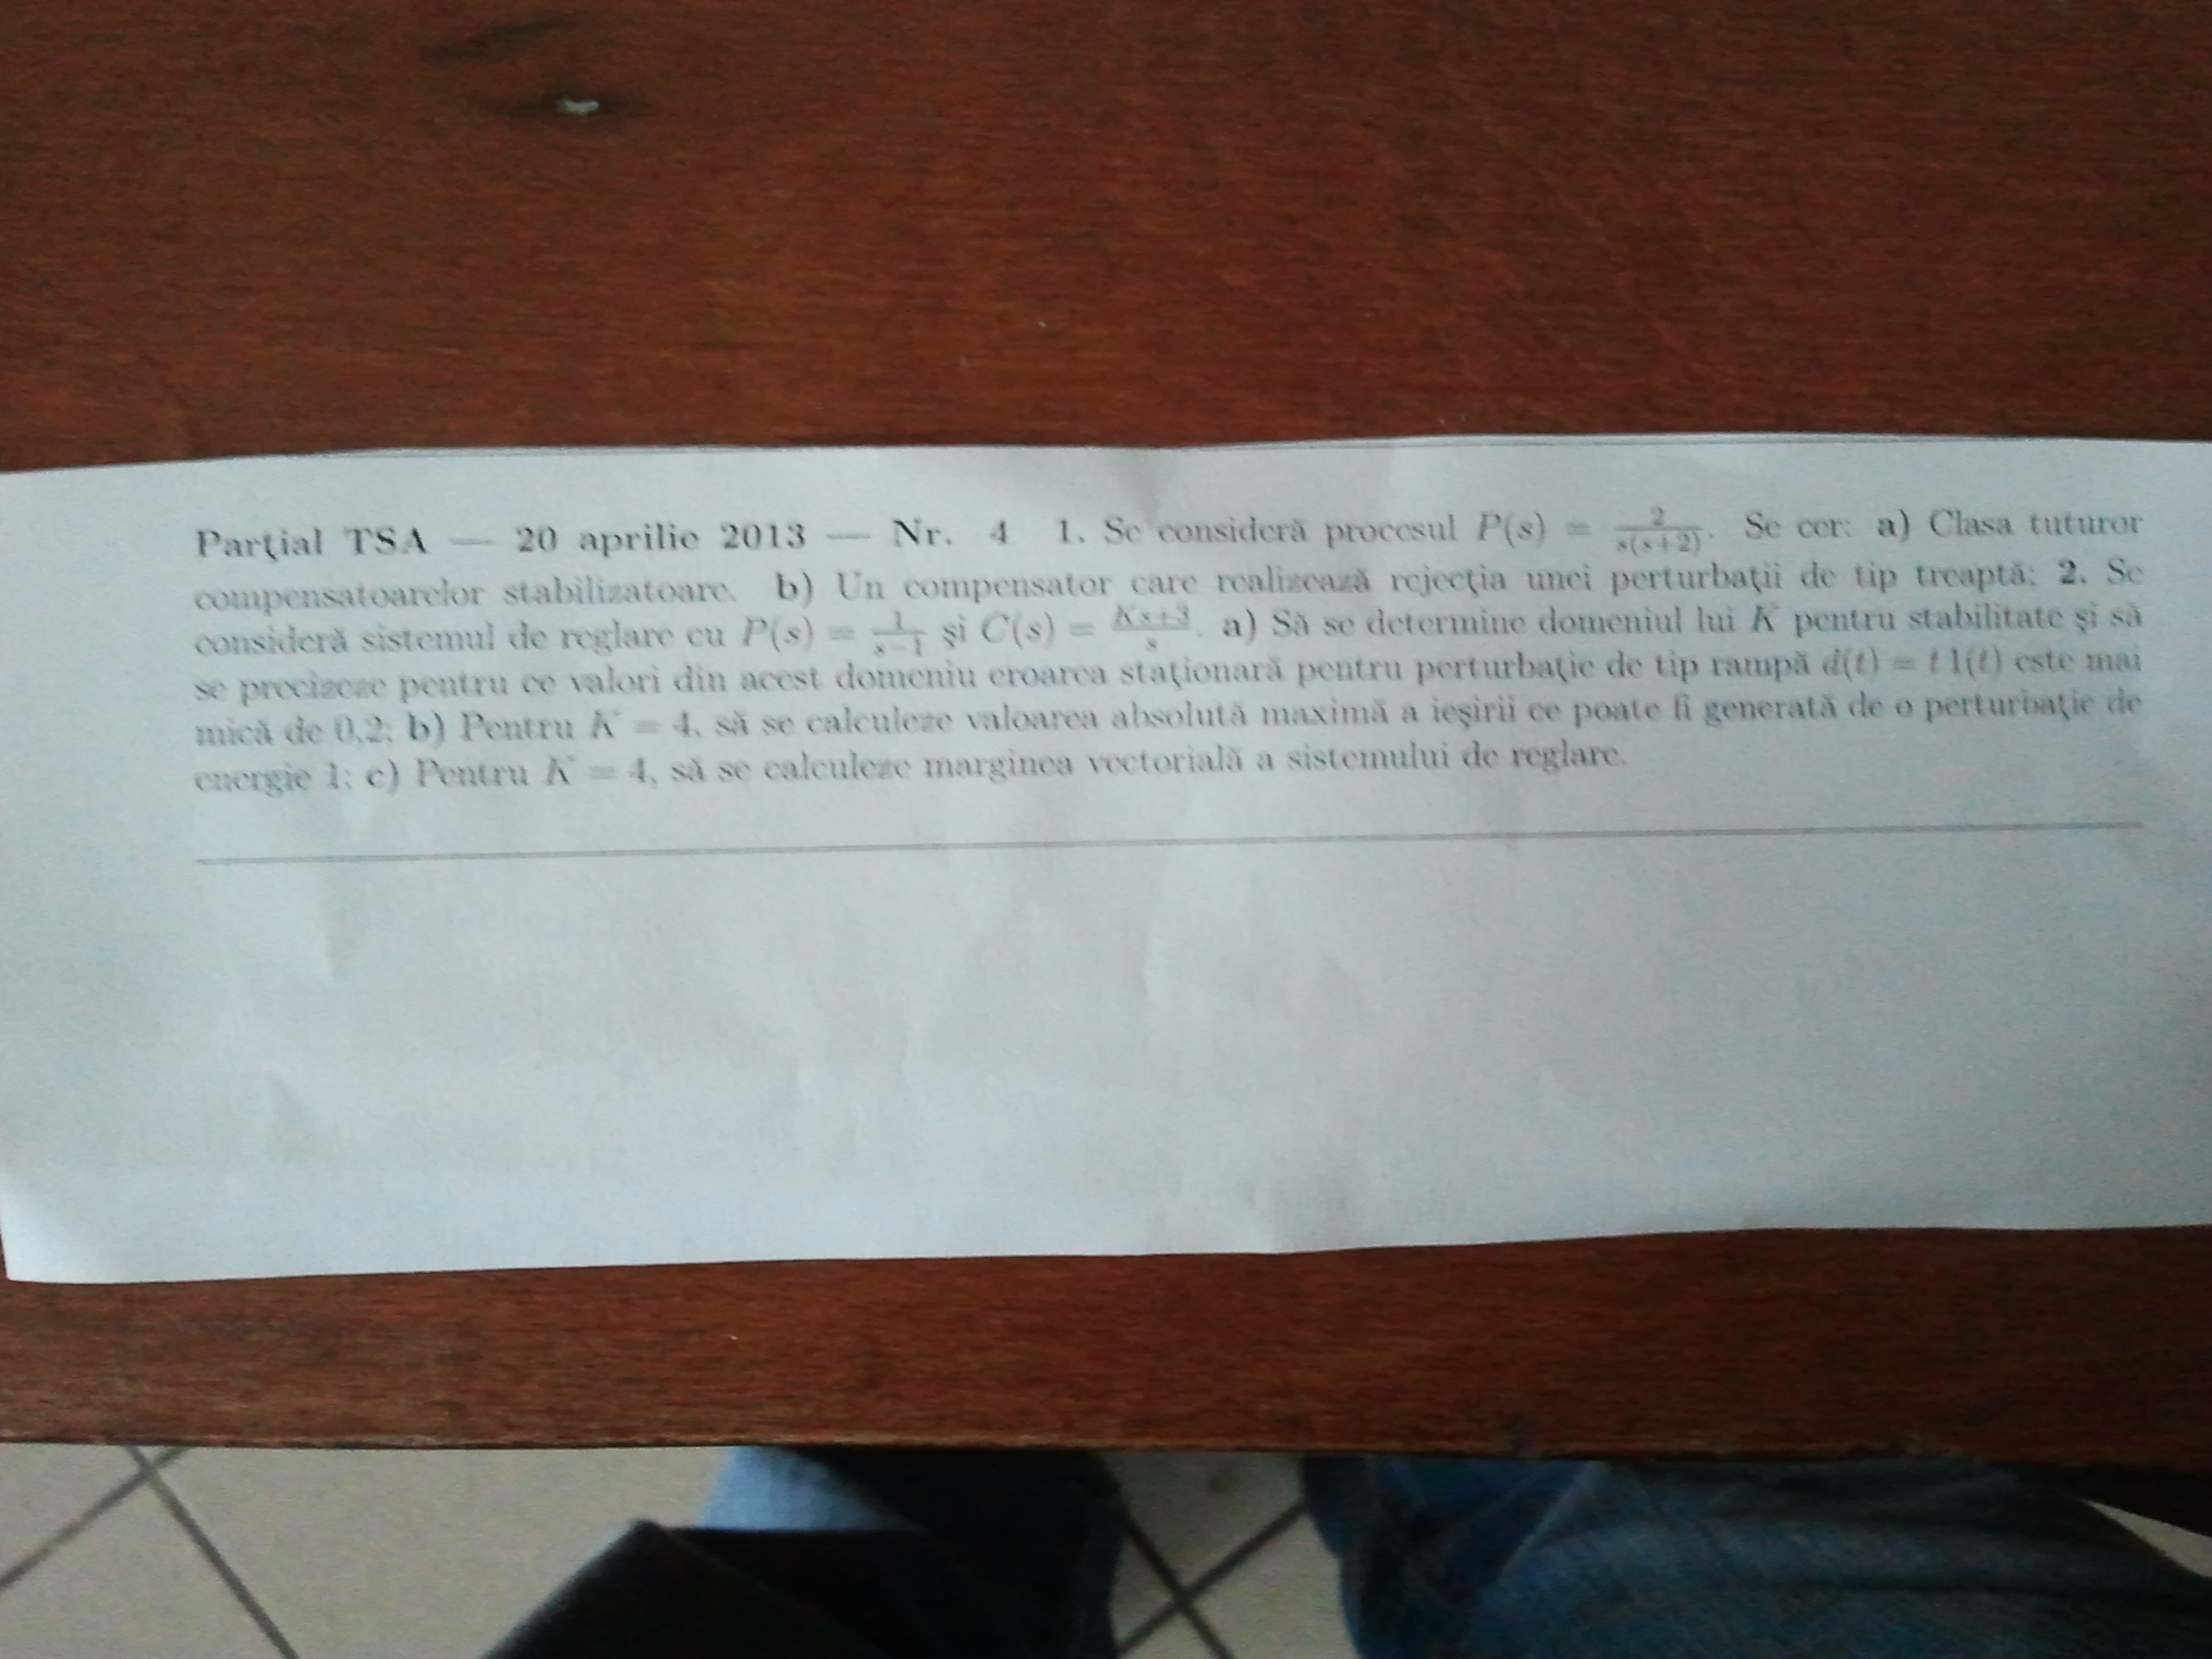 Parţial TSA — 20 aprilie 2013 — Nr. 4 1. Se consideră procesul P(s) = 2/(s(s+2)). Se cer: a) Clasa tuturor
compensatoarelor stabilizatoare. b) Un compensator care realizează rejecţia unei perturbaţii de tip treaptă; 2. Se
consideră sistemul de reglare cu P(s) = 1/(s−1) şi C(s) = (Ks+3)/s. a) Să se determine domeniul lui K pentru stabilitate şi să
se precizeze pentru ce valori din acest domeniu eroarea staţionară pentru perturbaţie de tip rampă d(t) = t 1(t) este mai
mică de 0,2; b) Pentru K = 4, să se calculeze valoarea absolută maximă a ieşirii ce poate fi generată de o perturbaţie de
energie 1; c) Pentru K = 4, să se calculeze marginea vectorială a sistemului de reglare.